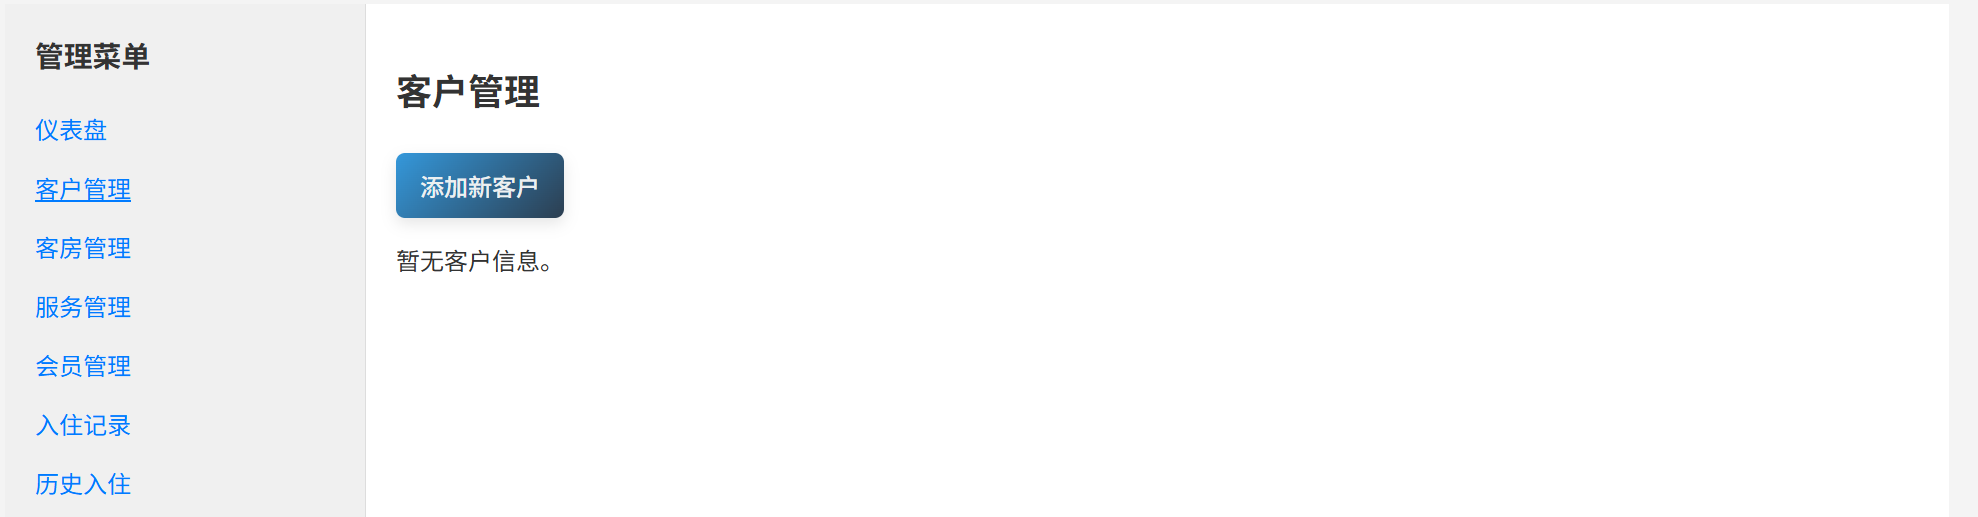 管理菜单
仪表盘
客户管理
客房管理
服务管理
会员管理
入住记录
历史入住
客户管理
添加新客户
暂无客户信息。